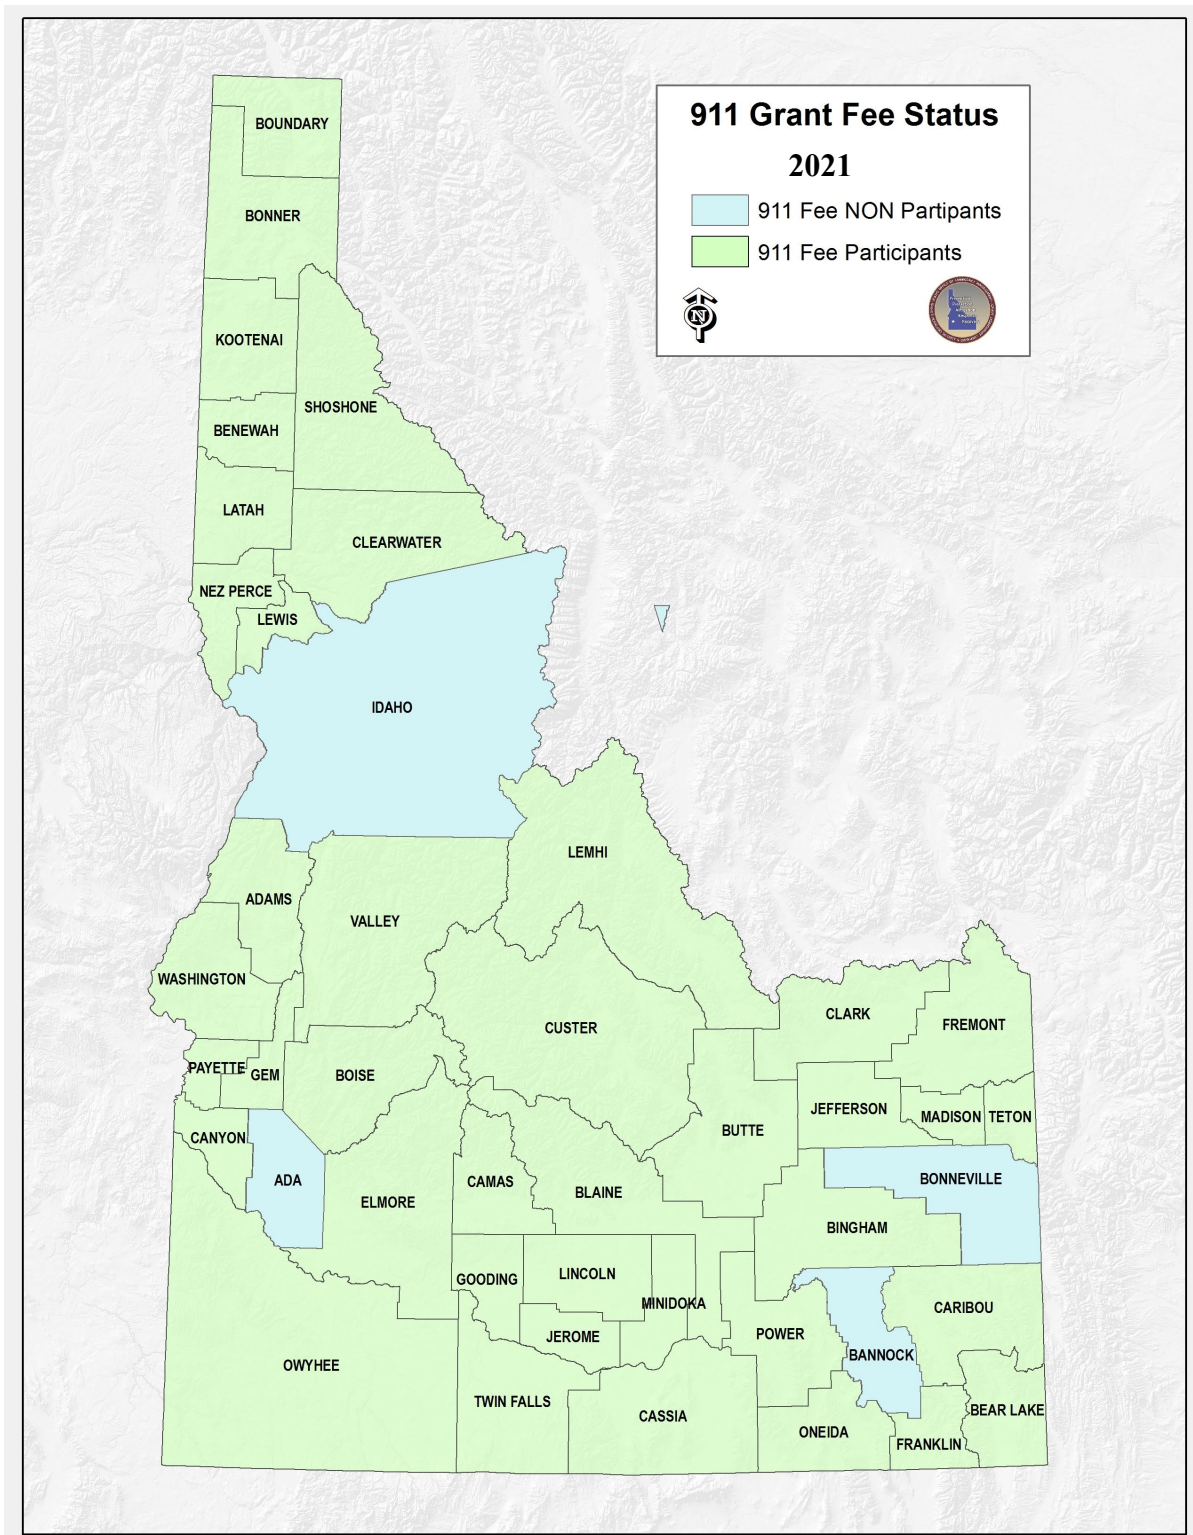 911 Grant Fee Status
2021
911 Fee NON Partipants
911 Fee Participants
N
BOUNDARY
BONNER
KOOTENAI
SHOSHONE
BENEWAH
LATAH
CLEARWATER
NEZ PERCE
LEWIS
IDAHO
LEMHI
ADAMS
VALLEY
WASHINGTON
CUSTER
CLARK
FREMONT
PAYETTE
GEM
BOISE
JEFFERSON
MADISON
TETON
BUTTE
CANYON
ADA
ELMORE
CAMAS
BLAINE
BONNEVILLE
BINGHAM
GOODING
LINCOLN
MINIDOKA
JEROME
POWER
CARIBOU
BANNOCK
OWYHEE
TWIN FALLS
CASSIA
ONEIDA
FRANKLIN
BEAR LAKE